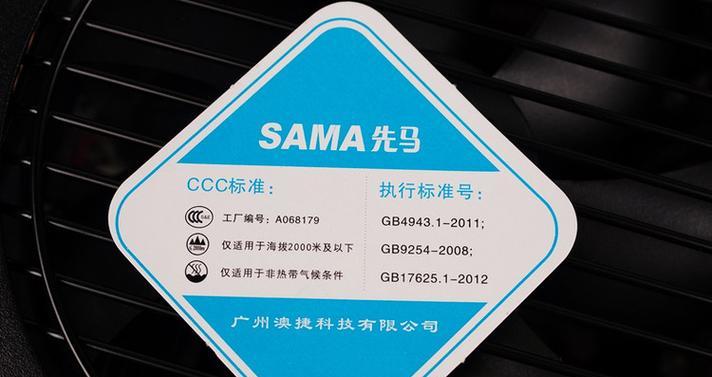 SAMA先马
CCC标准：
工厂编号：A068179
仅适用于海拔2000米及以下
仅适用于非热带气候条件
执行标准号：
GB4943.1-2011;
GB9254-2008;
GB17625.1-2012
广州澳捷科技有限公司